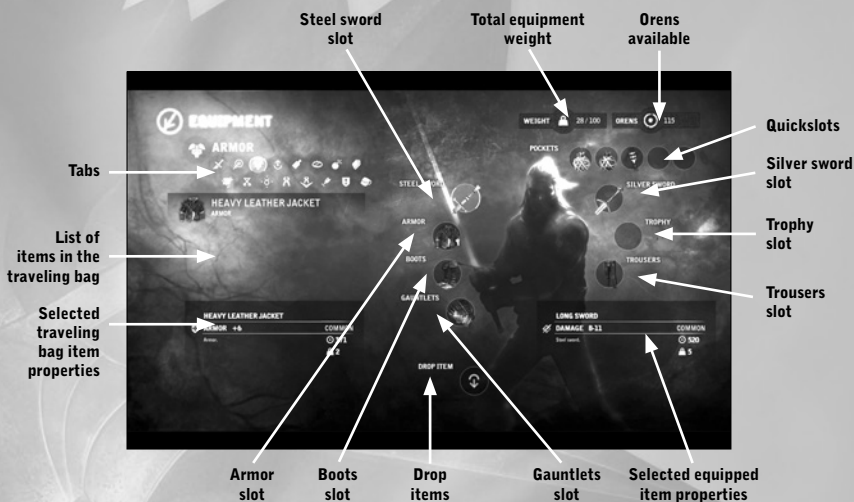 Steel sword
slot
Total equipment
weight
Orens
available
EQUIPMENT
WEIGHT 28 / 100 ORENS 115
ARMOR
POCKETS
Quickslots
Tabs
STEEL SWORD
SILVER SWORD
Silver sword
slot
HEAVY LEATHER JACKET
ARMOR
ARMOR
TROPHY
Trophy
slot
List of
items in the
traveling bag
BOOTS
TROUSERS
Trousers
slot
GAUNTLETS
Selected
traveling
bag item
properties
HEAVY LEATHER JACKET
ARMOR +6 COMMON
Armor.
2
LONG SWORD
DAMAGE 8-11 COMMON
Steel sword. 520
5
DROP ITEM
Armor
slot
Boots
slot
Drop
items
Gauntlets
slot
Selected equipped
item properties